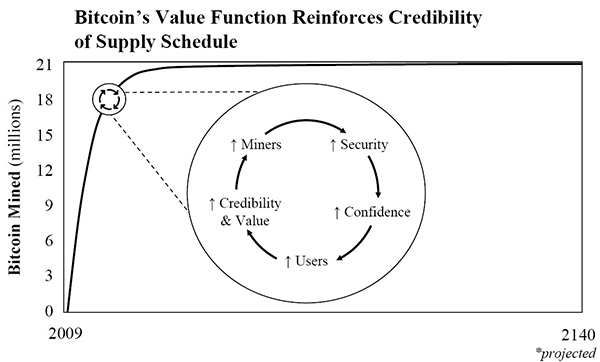 Bitcoin’s Value Function Reinforces Credibility
of Supply Schedule
Bitcoin Mined (millions)
21
18
15
12
9
6
3
0
↑ Miners
↑ Security
↑ Credibility
& Value
↑ Confidence
↑ Users
2009
2140
*projected